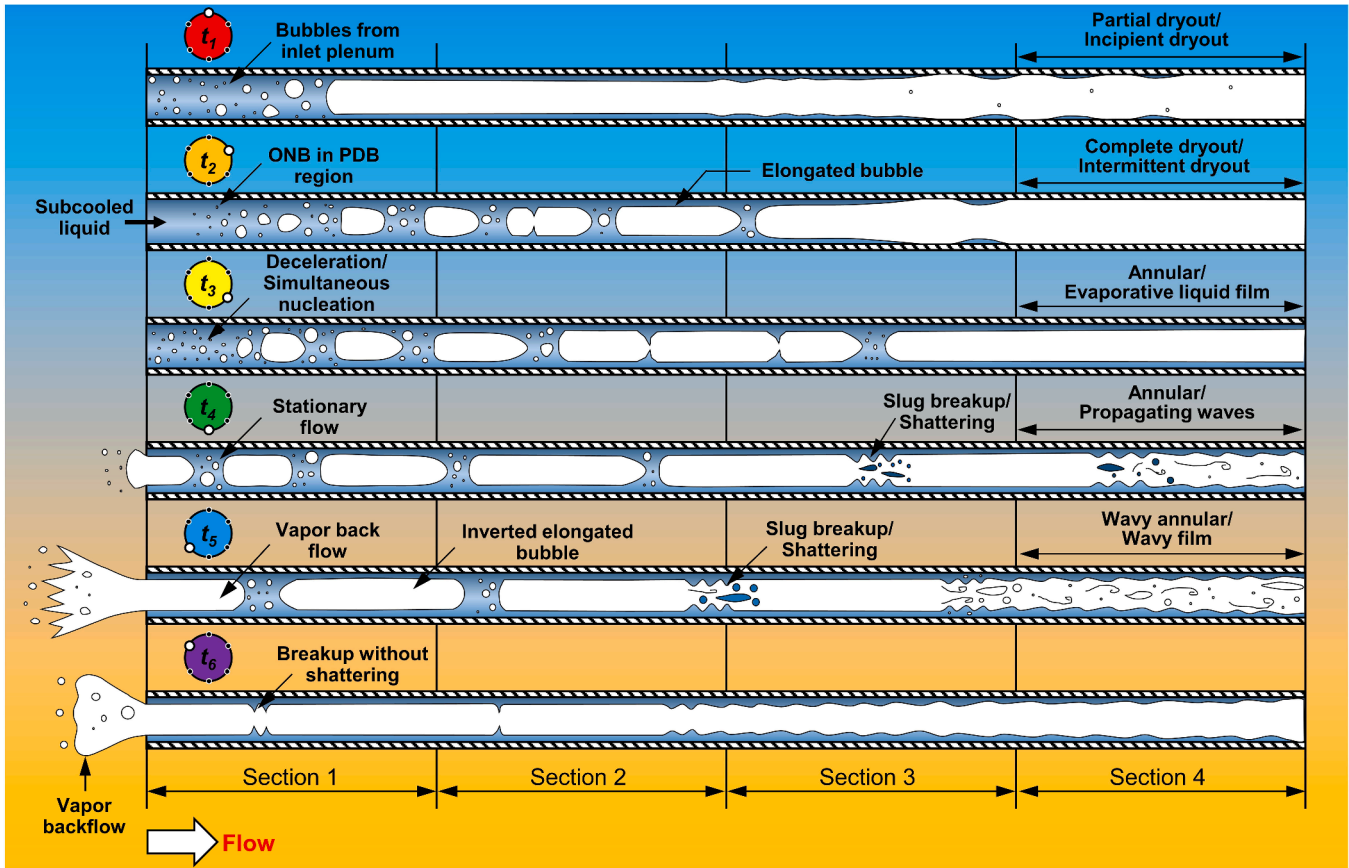 t1
Bubbles from
inlet plenum
Partial dryout/
Incipient dryout
t2
ONB in PDB
region
Elongated bubble
Complete dryout/
Intermittent dryout
Subcooled
liquid
t3
Deceleration/
Simultaneous
nucleation
Annular/
Evaporative liquid film
t4
Stationary
flow
Slug breakup/
Shattering
Annular/
Propagating waves
t5
Vapor back
flow
Inverted elongated
bubble
Slug breakup/
Shattering
Wavy annular/
Wavy film
t6
Breakup without
shattering
Section 1
Section 2
Section 3
Section 4
Vapor
backflow
Flow